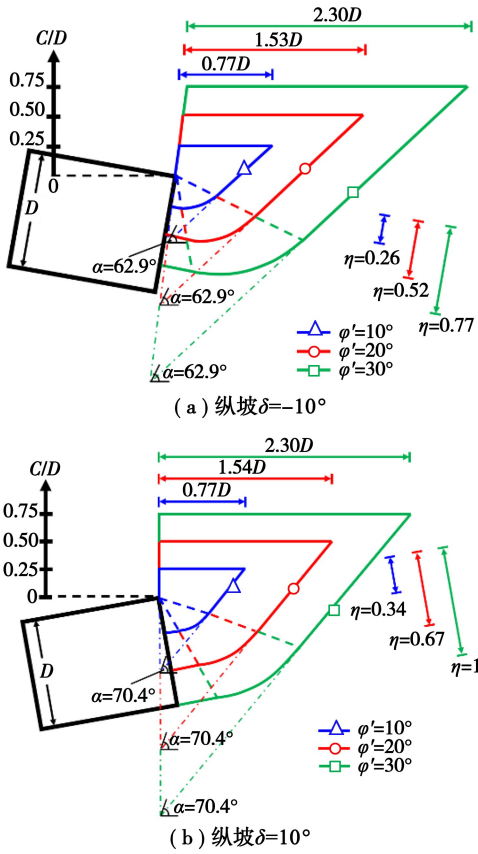 2.30D
C/D
1.53D
0.77D
0.75
0.50
0.25
0
D
α=62.9°
α=62.9°
α=62.9°
η=0.26
η=0.52
η=0.77
φ'=10°
φ'=20°
φ'=30°
(a) 纵坡δ=-10°
2.30D
C/D
1.54D
0.77D
0.75
0.50
0.25
0
D
α=70.4°
α=70.4°
α=70.4°
η=0.34
η=0.67
η=1
φ'=10°
φ'=20°
φ'=30°
(b) 纵坡δ=10°